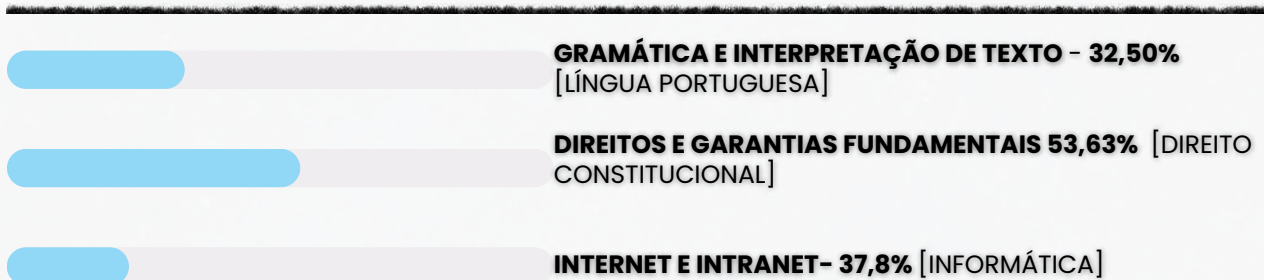 GRAMÁTICA E INTERPRETAÇÃO DE TEXTO - 32,50%
[LÍNGUA PORTUGUESA]
DIREITOS E GARANTIAS FUNDAMENTAIS 53,63% [DIREITO
CONSTITUCIONAL]
INTERNET E INTRANET- 37,8% [INFORMÁTICA]